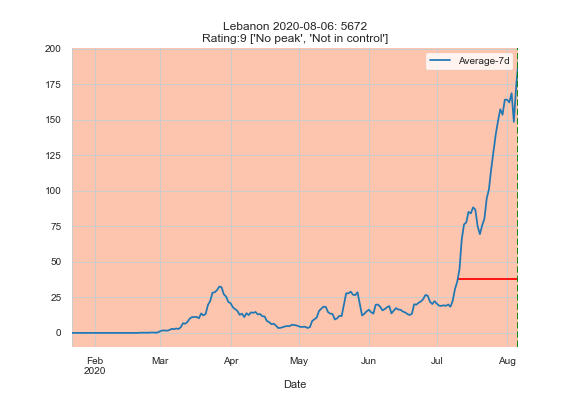 Lebanon 2020-08-06: 5672
Rating:9 ['No peak', 'Not in control']
Average-7d
200
175
150
125
100
75
50
25
0
Feb Mar Apr May Jun Jul Aug
2020
Date